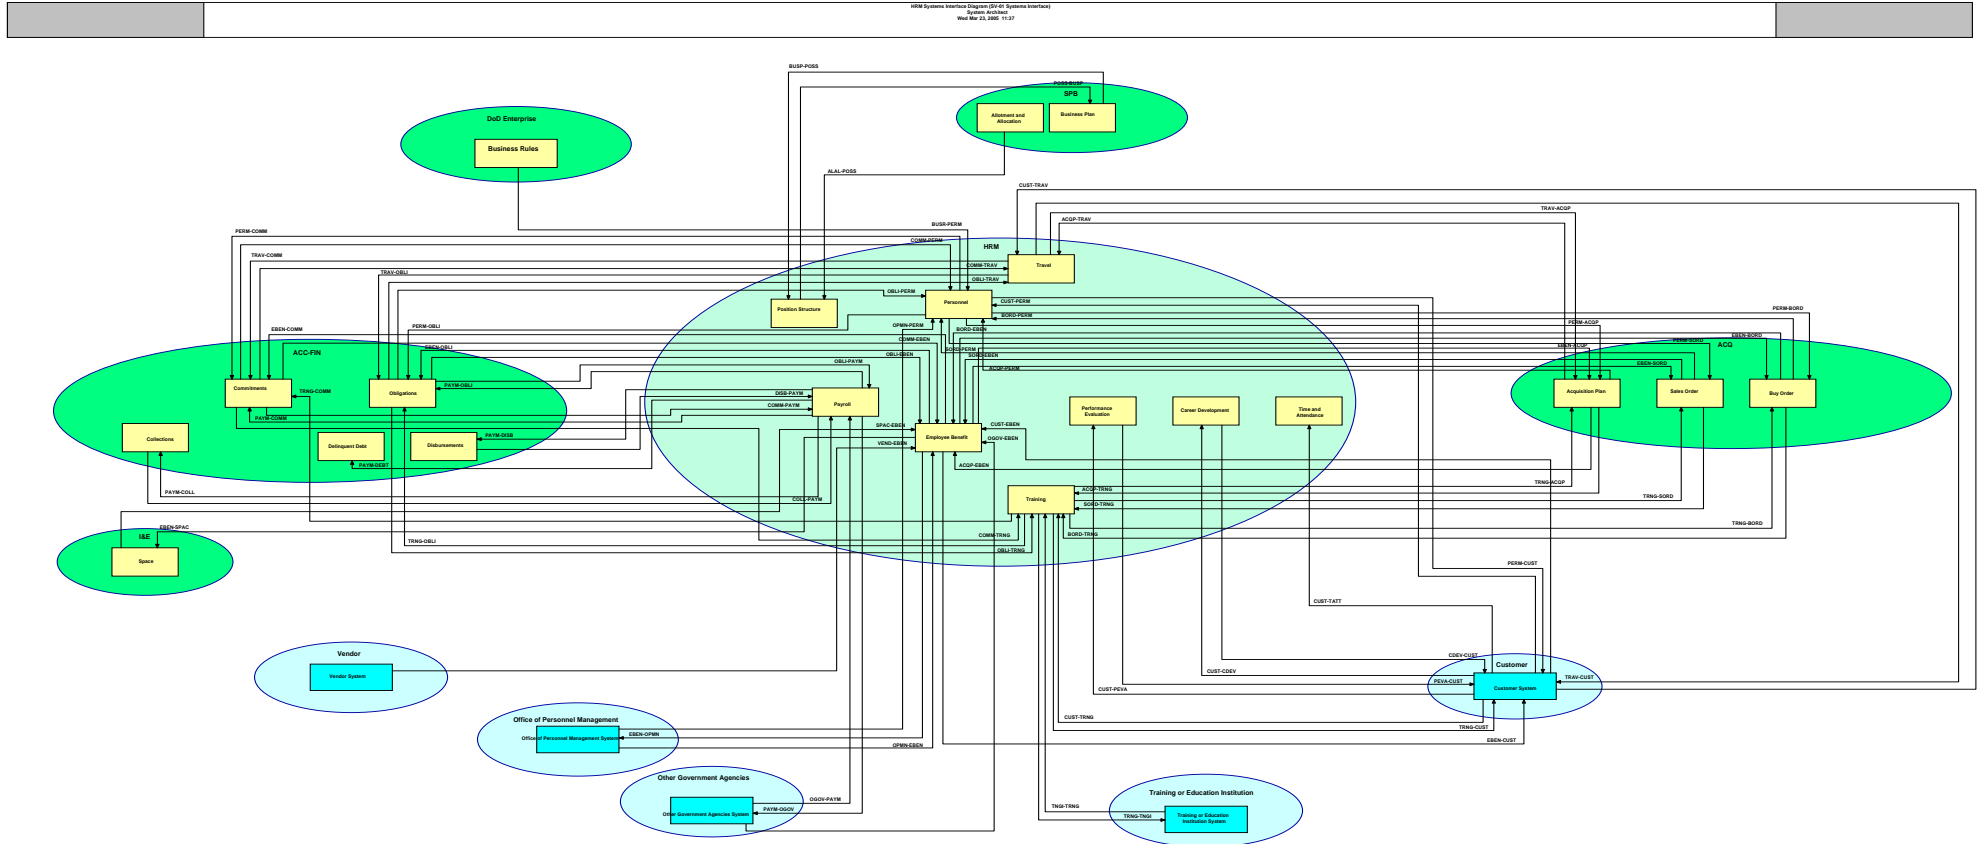 HRM Systems Interface Diagram (SV-01 Systems Interface)
System Architect
Wed Mar 23, 2005 11:37
BUSP-POSS
POSS-BUSP
SPB
Allotment and
Allocation
Business Plan
DoD Enterprise
Business Rules
ALAL-POSS
CUST-TRAV
TRAV-ACQP
ACQP-TRAV
BUSR-PERM
PERM-COMM
COMM-PERM
HRM
TRAV-COMM
COMM-TRAV
Travel
TRAV-OBLI
OBLI-TRAV
OBLI-PERM
Personnel
CUST-PERM
Position Structure
PERM-BORD
BORD-PERM
OPMN-PERM
PERM-OBLI
EBEN-COMM
BORD-EBEN
PERM-ACQP
EBEN-BORD
COMM-EBEN
EBEN-OBLI
SORD-PERM
PERM-SORD
EBEN-ACQP
ACQ
ACC-FIN
OBLI-EBEN
SORD-EBEN
OBLI-PAYM
EBEN-SORD
ACQP-PERM
Commitments
TRNG-COMM
Obligations
PAYM-OBLI
DISB-PAYM
Payroll
COMM-PAYM
PAYM-COMM
Performance
Evaluation
Career Development
Time and
Attendance
Acquisition Plan
Sales Order
Buy Order
Collections
Delinquent Debt
Disbursements
PAYM-DISB
SPAC-EBEN
Employee Benefit
CUST-EBEN
OGOV-EBEN
VEND-EBEN
PAYM-DEBT
ACQP-EBEN
PAYM-COLL
COLL-PAYM
Training
ACQP-TRNG
TRNG-ACQP
SORD-TRNG
TRNG-SORD
EBEN-SPAC
TRNG-BORD
I&E
Space
TRNG-OBLI
COMM-TRNG
BORD-TRNG
OBLI-TRNG
PERM-CUST
CUST-TATT
Vendor
Vendor System
CDEV-CUST
CUST-CDEV
Customer
Customer System
TRAV-CUST
PEVA-CUST
CUST-PEVA
Office of Personnel Management
Office of Personnel Management System
EBEN-OPMN
OPMN-EBEN
CUST-TRNG
TRNG-CUST
EBEN-CUST
Other Government Agencies
Other Government Agencies System
OGOV-PAYM
PAYM-OGOV
TNGI-TRNG
TRNG-TNGI
Training or Education Institution
Training or Education
Institution System